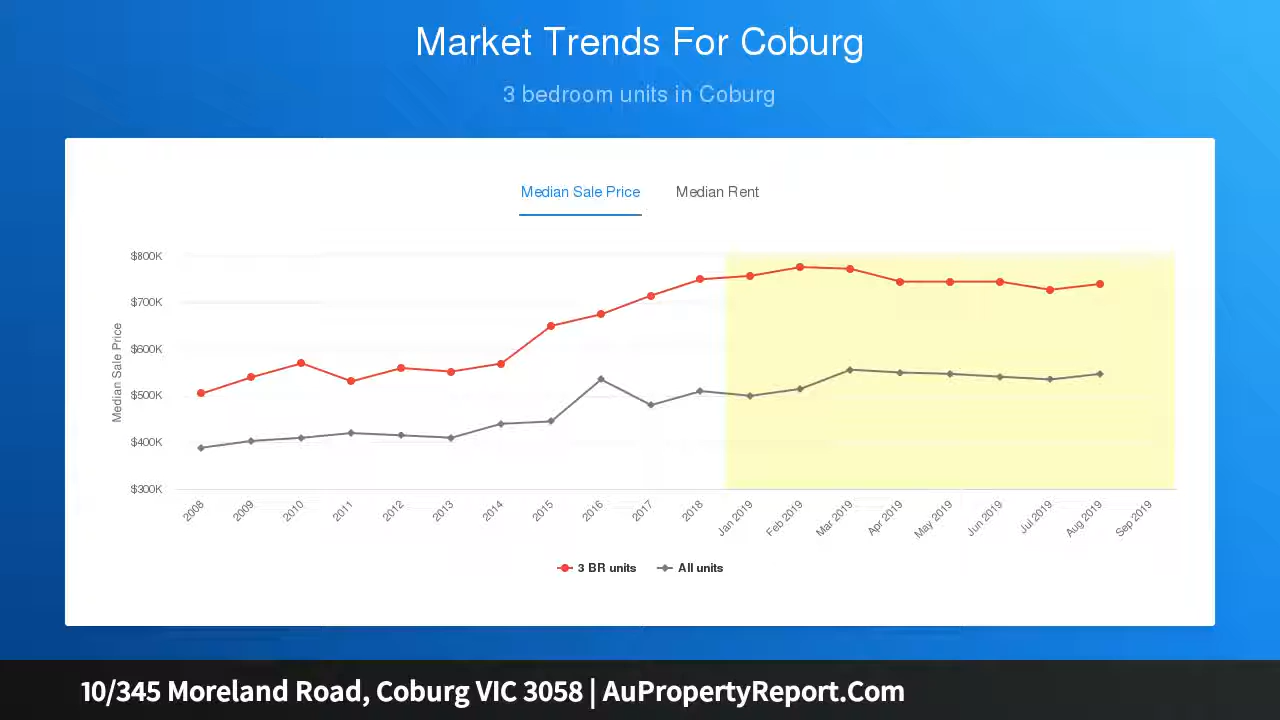 Market Trends For Coburg
3 bedroom units in Coburg
Median Sale Price Median Rent
$800K
$700K
$600K
$500K
$400K
$300K
Median Sale Price
2008 2009 2010 2011 2012 2013 2014 2015 2016 2017 2018 Jan 2019 Feb 2019 Mar 2019 Apr 2019 May 2019 Jun 2019 Jul 2019 Aug 2019 Sep 2019
3 BR units All units
10/345 Moreland Road, Coburg VIC 3058 | AuPropertyReport.Com